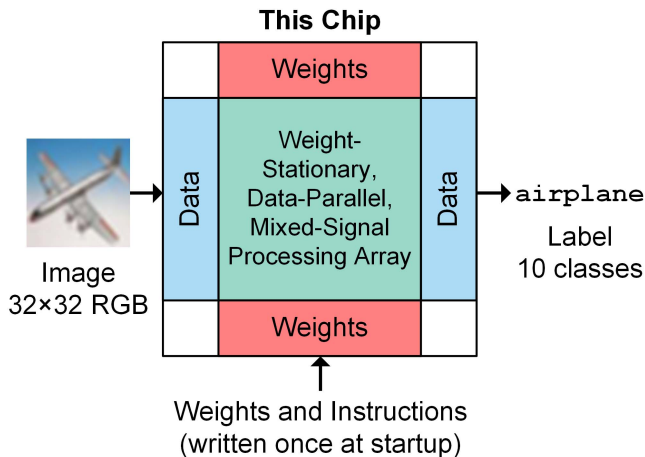 This Chip
Weights
Data
Weight-
Stationary,
Data-Parallel,
Mixed-Signal
Processing Array
Data
airplane
Label
10 classes
Image
32×32 RGB
Weights
Weights and Instructions
(written once at startup)